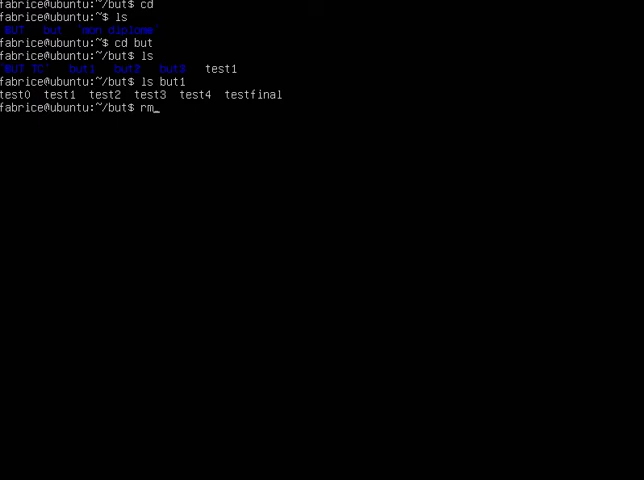 fabrice@ubuntu:~/but$ cd
fabrice@ubuntu:~$ ls
BUT but 'mon diplome'
fabrice@ubuntu:~$ cd but
fabrice@ubuntu:~/but$ ls
'BUT TC' but1 but2 but3 test1
fabrice@ubuntu:~/but$ ls but1
test0 test1 test2 test3 test4 testfinal
fabrice@ubuntu:~/but$ rm_